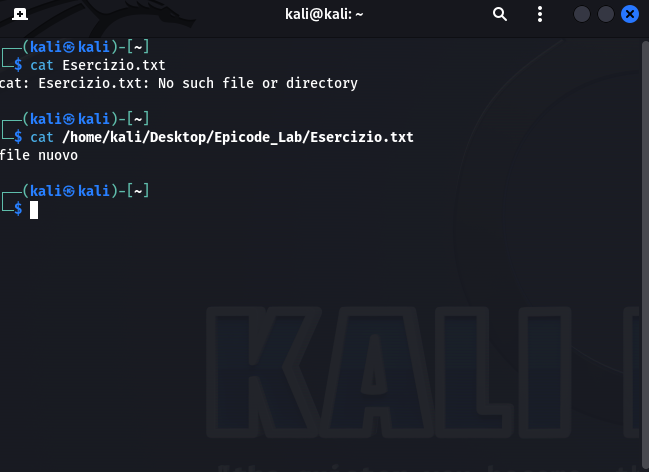 kali@kali: ~
┌──(kali㉿kali)-[~]
└─$ cat Esercizio.txt
cat: Esercizio.txt: No such file or directory
┌──(kali㉿kali)-[~]
└─$ cat /home/kali/Desktop/Epicode_Lab/Esercizio.txt
file nuovo
┌──(kali㉿kali)-[~]
└─$
KALI